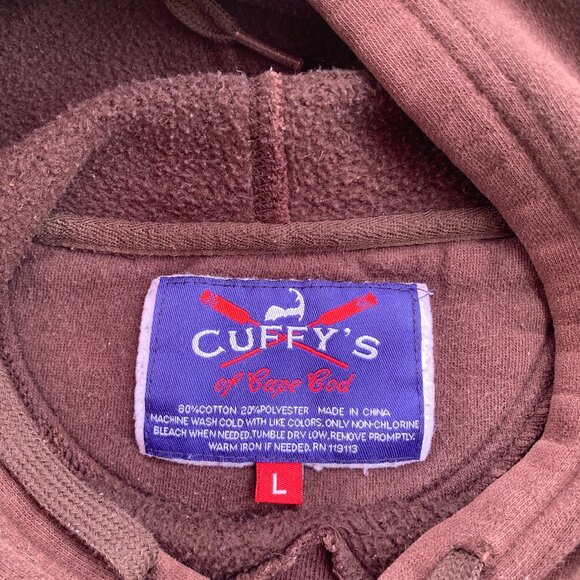 CUFFY'S
of Cape Cod
80%COTTON 20%POLYESTER MADE IN CHINA
MACHINE WASH COLD WITH LIKE COLORS. ONLY NON-CHLORINE
BLEACH WHEN NEEDED. TUMBLE DRY LOW. REMOVE PROMPTLY.
WARM IRON IF NEEDED. RN 119113
L